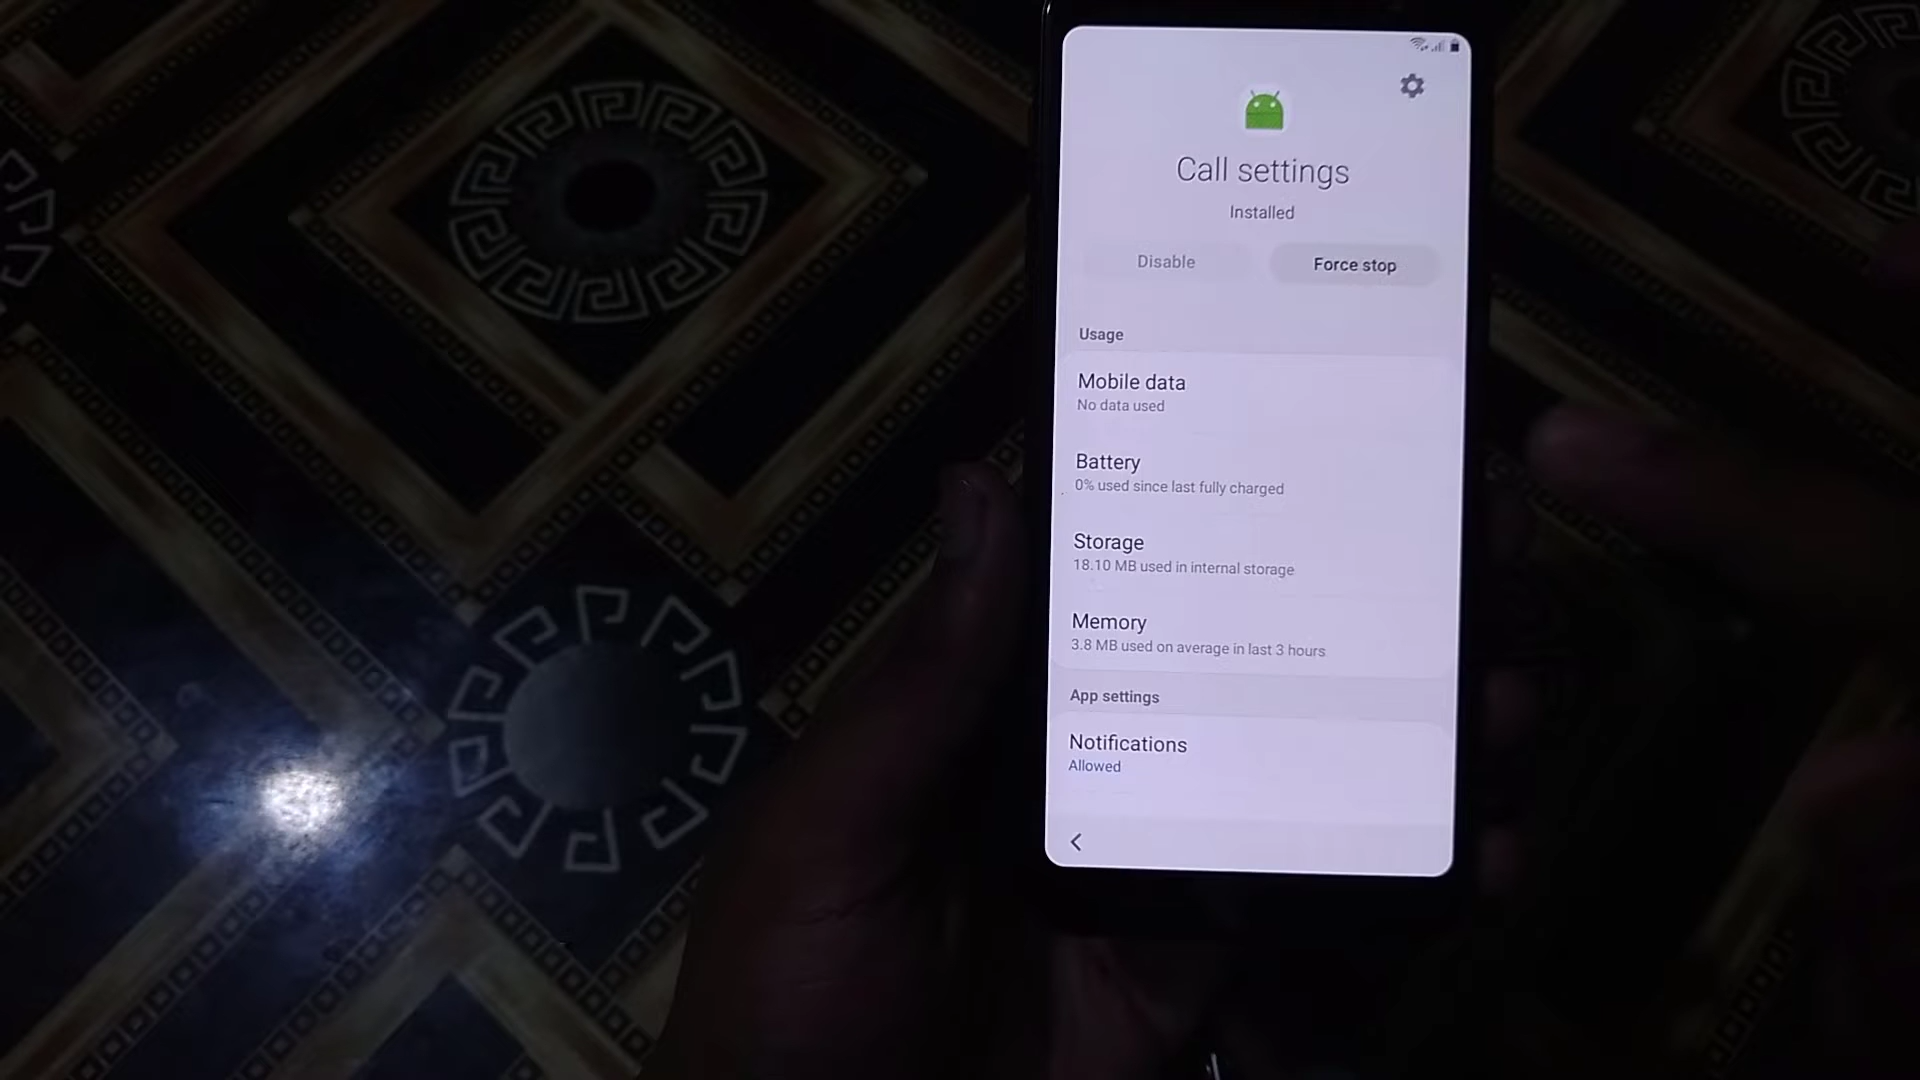 Call settings
Installed
Disable
Force stop
Usage
Mobile data
No data used
Battery
0% used since last fully charged
Storage
18.10 MB used in internal storage
Memory
3.8 MB used on average in last 3 hours
App settings
Notifications
Allowed